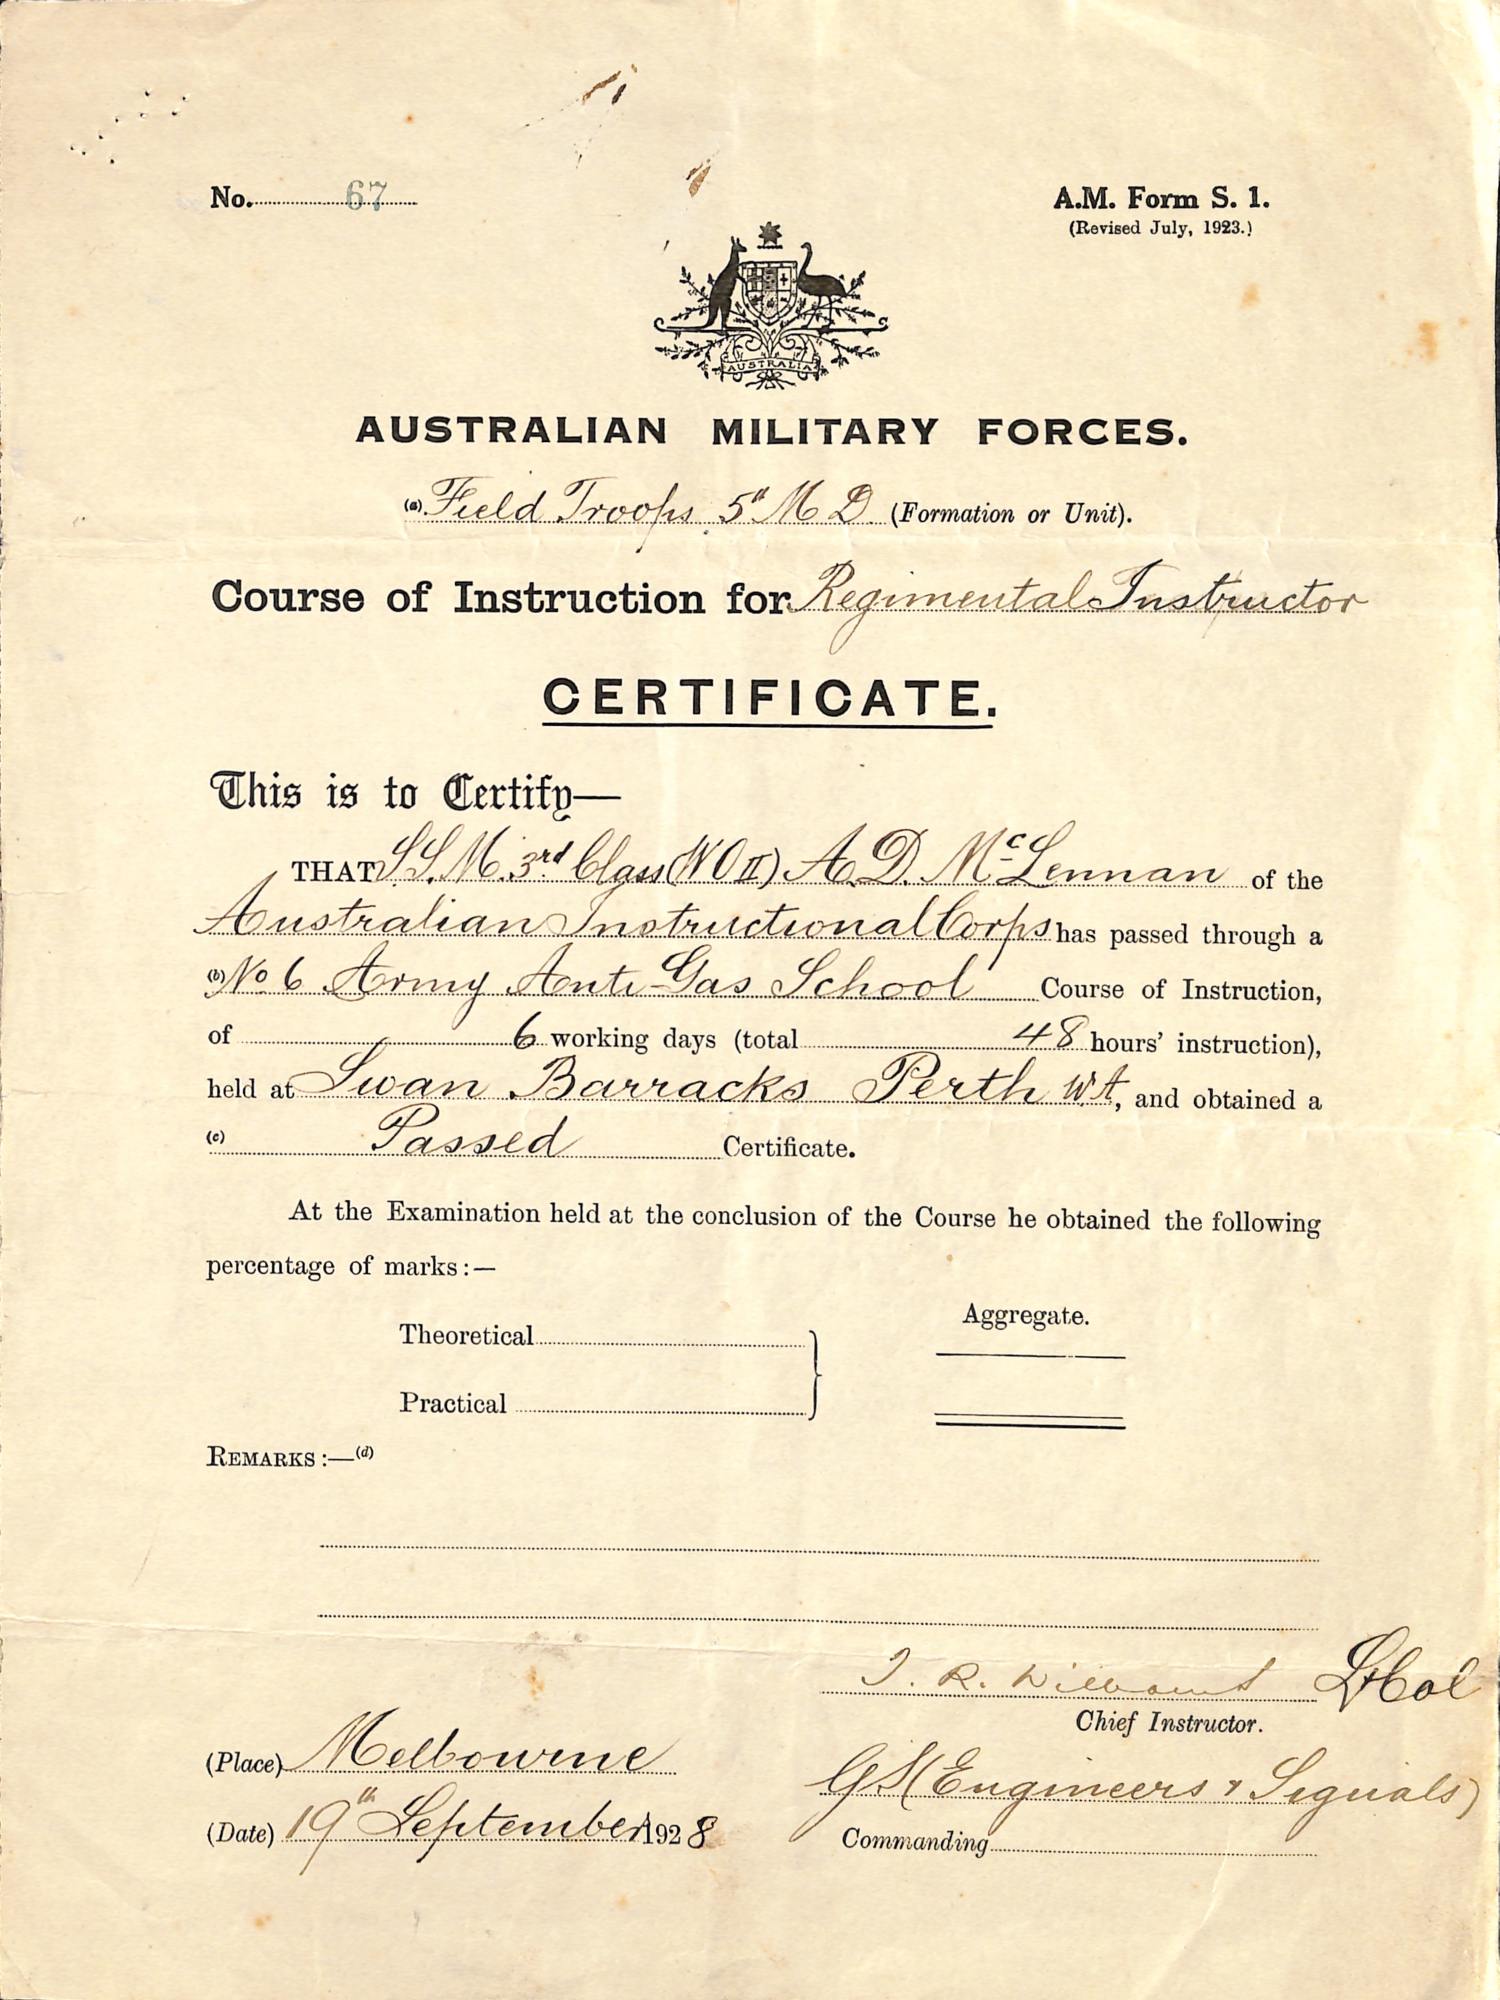 No. 67
A.M. Form S. 1.
(Revised July, 1923.)
AUSTRALIA
AUSTRALIAN MILITARY FORCES.
(a) Field Troops 5th M D (Formation or Unit).
Course of Instruction for Regimental Instructor
CERTIFICATE.
This is to Certify—
THAT S.S.M. 3rd Class (W O II) A. D. McLennan of the
Australian Instructional Corps has passed through a
(b) No 6 Army Anti-Gas School Course of Instruction,
of 6 working days (total 48 hours' instruction),
held at Swan Barracks Perth W.A, and obtained a
(c) Passed Certificate.
At the Examination held at the conclusion of the Course he obtained the following
percentage of marks:—
Aggregate.
Theoretical
Practical
REMARKS:—(d)
T. R. Williams Lt Col
Chief Instructor.
(Place) Melbourne
GS (Engineers & Signals)
(Date) 19th September 1928
Commanding